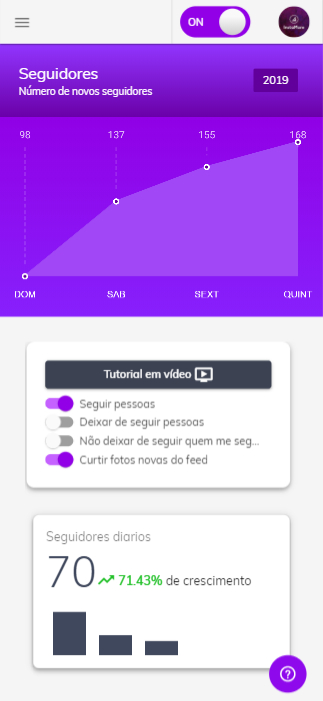 ON
InstaMoro
Seguidores
Número de novos seguidores
2019
98 137 155 168
DOM SAB SEXT QUINT
Tutorial em vídeo
Seguir pessoas
Deixar de seguir pessoas
Não deixar de seguir quem me seg...
Curtir fotos novas do feed
Seguidores diarios
70 71.43% de crescimento